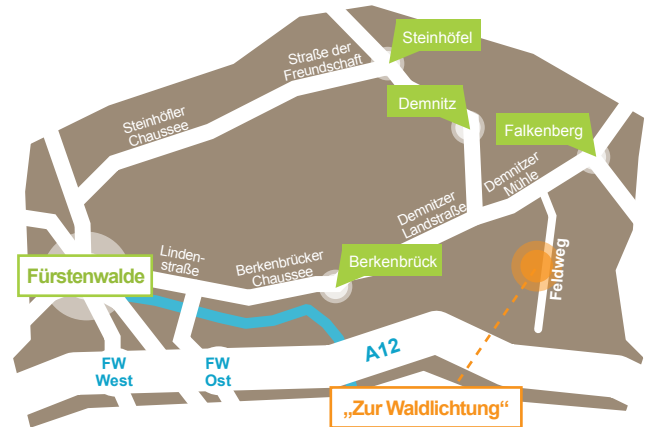 Steinhöfel
Straße der
Freundschaft
Demnitz
Falkenberg
Steinhöfler
Chaussee
Demnitzer
Mühle
Demnitzer
Landstraße
Linden-
straße
Berkenbrücker
Chaussee
Berkenbrück
Fürstenwalde
Feldweg
A12
FW
West
FW
Ost
„Zur Waldlichtung“